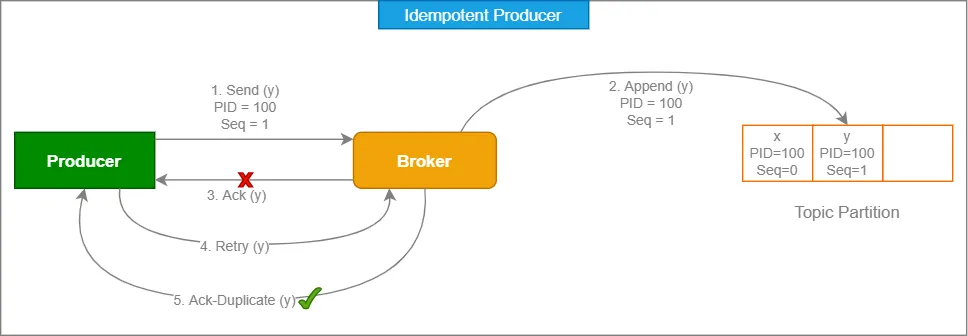 Idempotent Producer
1. Send (y)
PID = 100
Seq = 1
2. Append (y)
PID = 100
Seq = 1
Producer
Broker
x
PID=100
Seq=0
y
PID=100
Seq=1
3. Ack (y)
Topic Partition
4. Retry (y)
5. Ack-Duplicate (y)